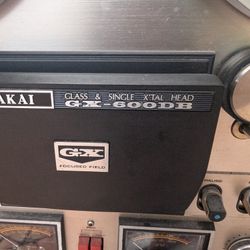 AKAI
GLASS & SINGLE X'TAL HEAD
GX-600DB
GX
FOCUSED FIELD